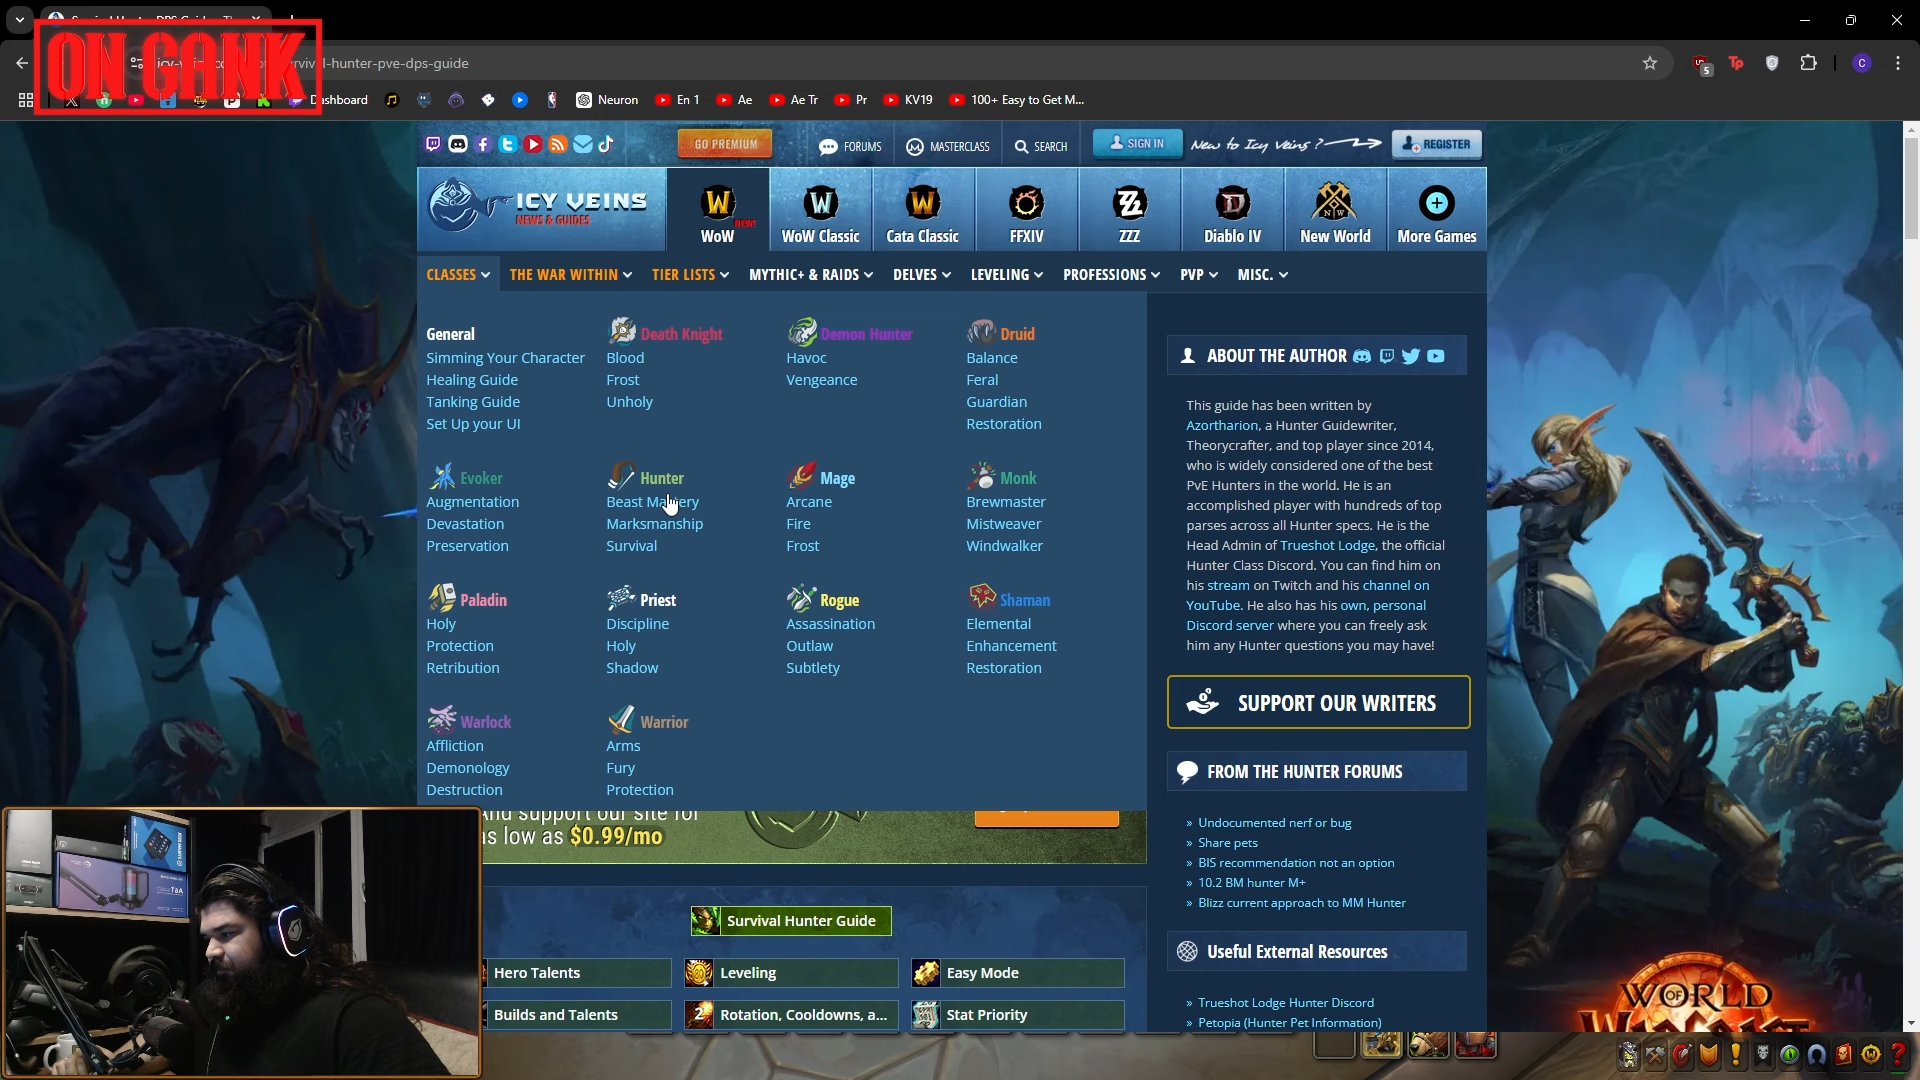 ON GANK
rvival-hunter-pve-dps-guide
5
Dashboard
Neuron
En 1
Ae
Ae Tr
Pr
KV19
100+ Easy to Get M...
GO PREMIUM
FORUMS
MASTERCLASS
SEARCH
SIGN IN
New to Icy Veins?
REGISTER
ICY VEINS
NEWS & GUIDES
WoW
NEW!
WoW Classic
Cata Classic
FFXIV
ZZZ
Diablo IV
New World
More Games
CLASSES
THE WAR WITHIN
TIER LISTS
MYTHIC+ & RAIDS
DELVES
LEVELING
PROFESSIONS
PVP
MISC.
General
Simming Your Character
Healing Guide
Tanking Guide
Set Up your UI
Death Knight
Blood
Frost
Unholy
Demon Hunter
Havoc
Vengeance
Druid
Balance
Feral
Guardian
Restoration
Evoker
Augmentation
Devastation
Preservation
Hunter
Beast Mastery
Marksmanship
Survival
Mage
Arcane
Fire
Frost
Monk
Brewmaster
Mistweaver
Windwalker
Paladin
Holy
Protection
Retribution
Priest
Discipline
Holy
Shadow
Rogue
Assassination
Outlaw
Subtlety
Shaman
Elemental
Enhancement
Restoration
Warlock
Affliction
Demonology
Destruction
Warrior
Arms
Fury
Protection
And support our site for
as low as $0.99/mo
Survival Hunter Guide
Hero Talents
Leveling
Easy Mode
Builds and Talents
Rotation, Cooldowns, a...
Stat Priority
ABOUT THE AUTHOR
This guide has been written by
Azortharion, a Hunter Guidewriter,
Theorycrafter, and top player since 2014,
who is widely considered one of the best
PvE Hunters in the world. He is an
accomplished player with hundreds of top
parses across all Hunter specs. He is the
Head Admin of Trueshot Lodge, the official
Hunter Class Discord. You can find him on
his stream on Twitch and his channel on
YouTube. He also has his own, personal
Discord server where you can freely ask
him any Hunter questions you may have!
SUPPORT OUR WRITERS
FROM THE HUNTER FORUMS
» Undocumented nerf or bug
» Share pets
» BIS recommendation not an option
» 10.2 BM hunter M+
» Blizz current approach to MM Hunter
Useful External Resources
» Trueshot Lodge Hunter Discord
» Petopia (Hunter Pet Information)
WORLD